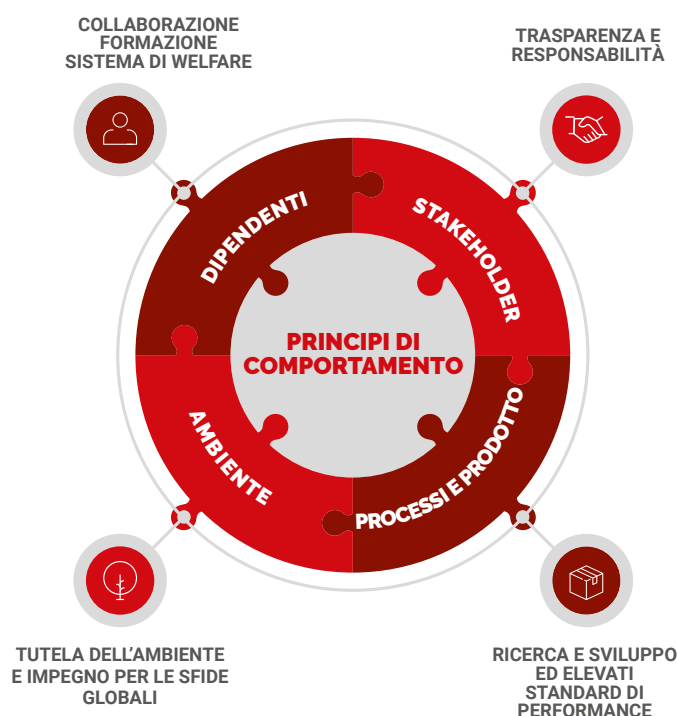 COLLABORAZIONE
FORMAZIONE
SISTEMA DI WELFARE
TRASPARENZA E
RESPONSABILITÀ
DIPENDENTI
STAKEHOLDER
PRINCIPI DI
COMPORTAMENTO
AMBIENTE
PROCESSI E PRODOTTO
TUTELA DELL'AMBIENTE
E IMPEGNO PER LE SFIDE
GLOBALI
RICERCA E SVILUPPO
ED ELEVATI
STANDARD DI
PERFORMANCE